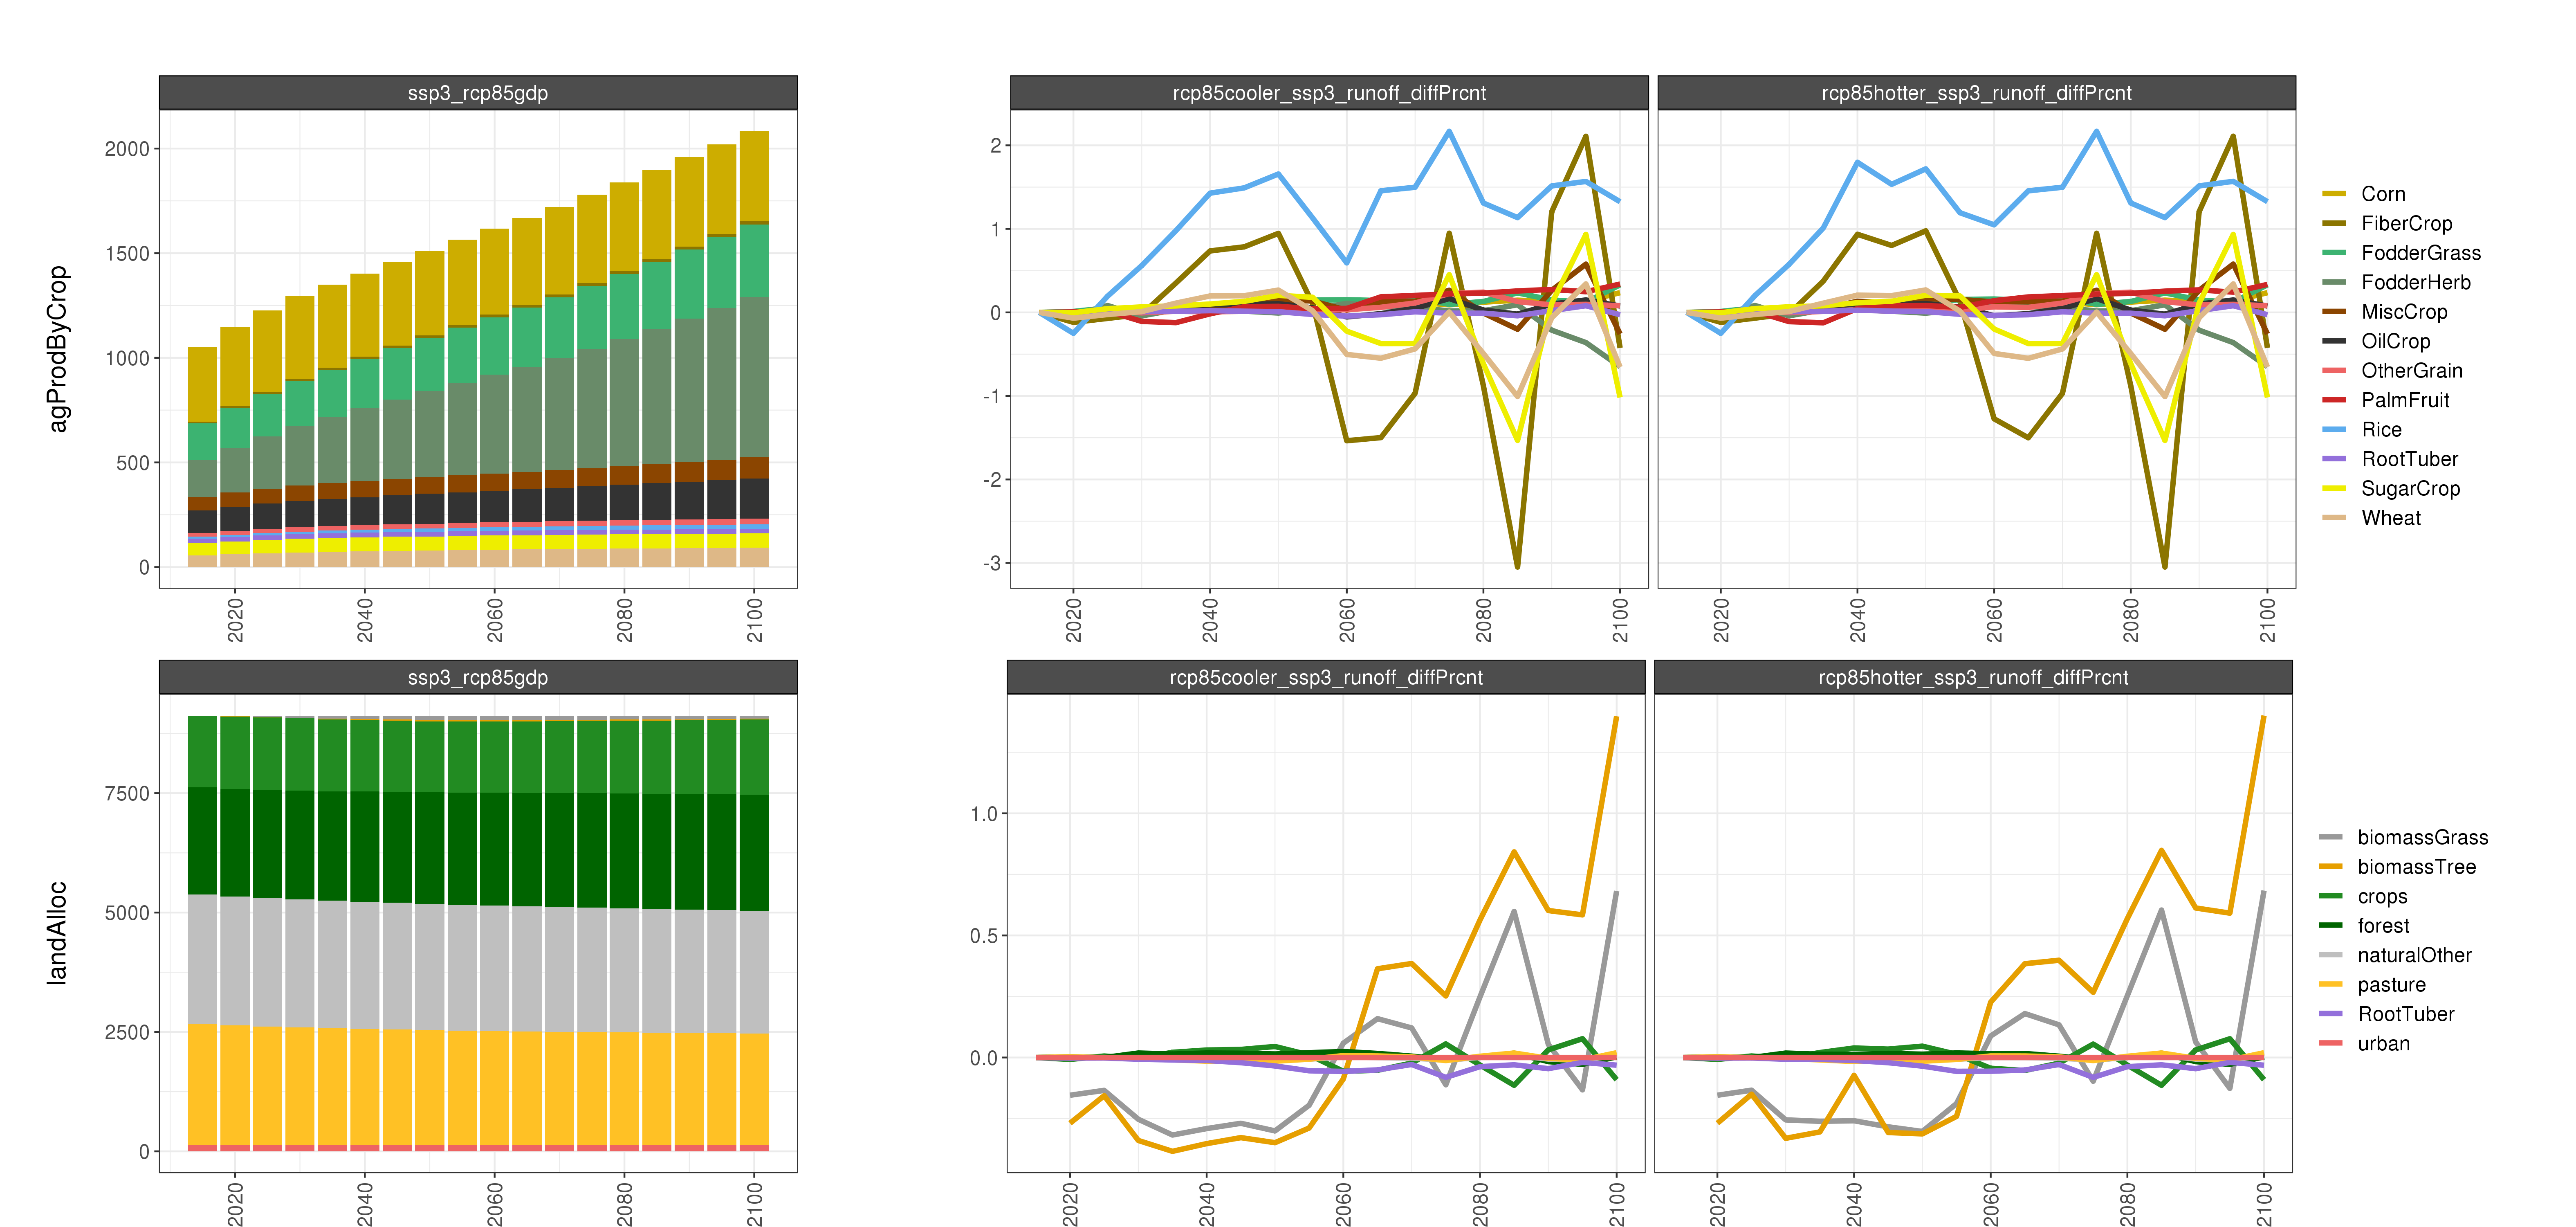 ssp3_rcp85gdp
rcp85cooler_ssp3_runoff_diffPrcnt
rcp85hotter_ssp3_runoff_diffPrcnt
agProdByCrop
2000
1500
1000
500
0
2020
2040
2060
2080
2100
2
1
0
-1
-2
-3
2020
2040
2060
2080
2100
2020
2040
2060
2080
2100
Corn
FiberCrop
FodderGrass
FodderHerb
MiscCrop
OilCrop
OtherGrain
PalmFruit
Rice
RootTuber
SugarCrop
Wheat
ssp3_rcp85gdp
rcp85cooler_ssp3_runoff_diffPrcnt
rcp85hotter_ssp3_runoff_diffPrcnt
landAlloc
7500
5000
2500
0
2020
2040
2060
2080
2100
1.0
0.5
0.0
2020
2040
2060
2080
2100
2020
2040
2060
2080
2100
biomassGrass
biomassTree
crops
forest
naturalOther
pasture
RootTuber
urban